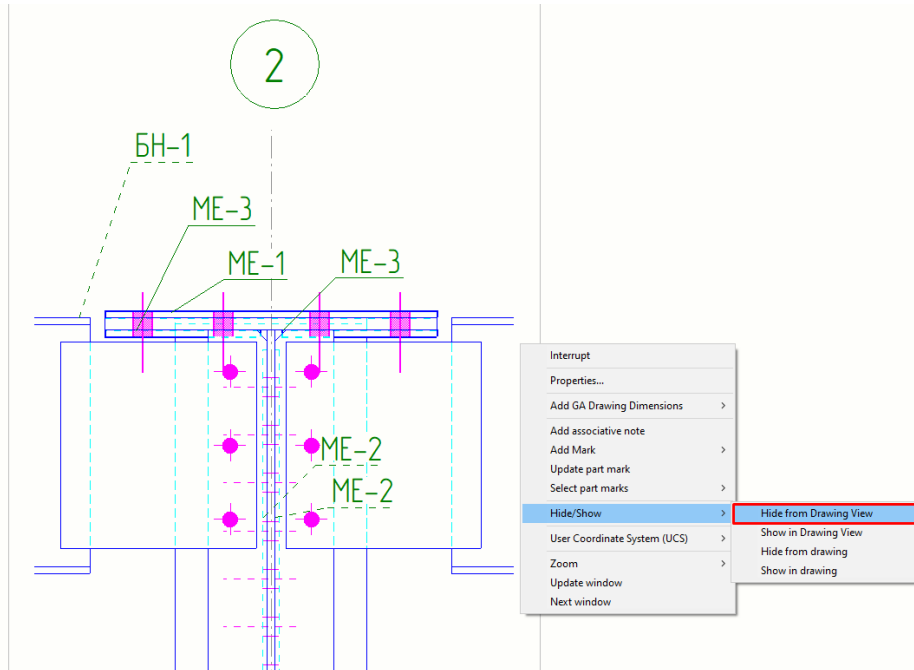 2
БН-1
МЕ-3
МЕ-1
МЕ-3
МЕ-2
МЕ-2
Interrupt
Properties...
Add GA Drawing Dimensions
Add associative note
Add Mark
Update part mark
Select part marks
Hide/Show
User Coordinate System (UCS)
Zoom
Update window
Next window
Hide from Drawing View
Show in Drawing View
Hide from drawing
Show in drawing